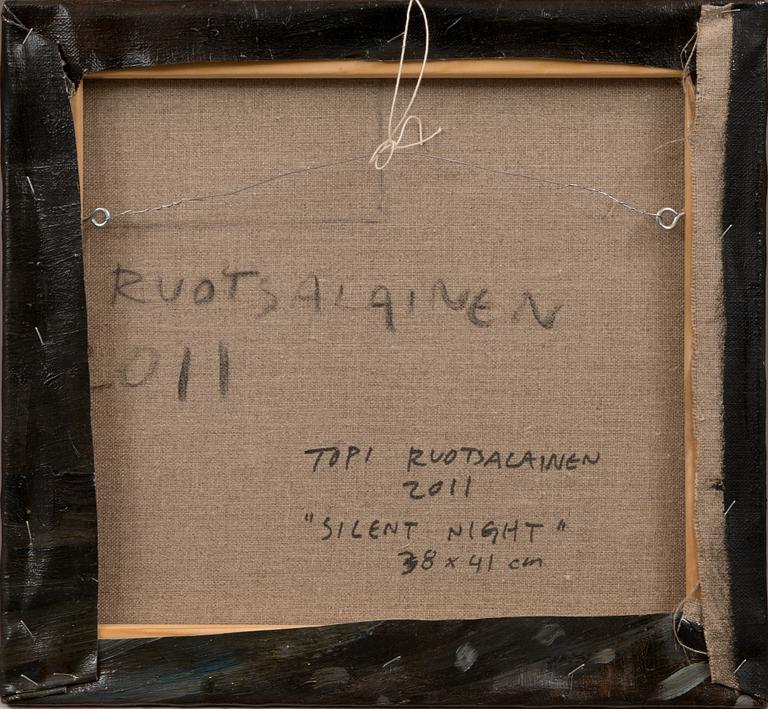 RUOTSALAINEN
2011
TOPI RUOTSALAINEN
2011
"SILENT NIGHT"
38 x 41 cm